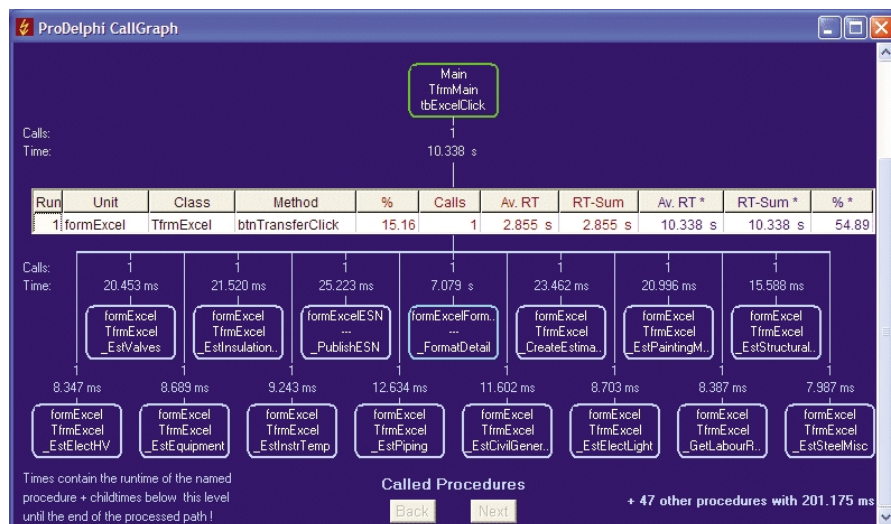 ProDelphi CallGraph
Main
TfrmMain
tbExcelClick
Calls: 1
Time: 10.338 s
Run Unit Class Method % Calls Av. RT RT-Sum Av. RT * RT-Sum * % *
1 formExcel TfrmExcel btnTransferClick 15.16 1 2.855 s 2.855 s 10.338 s 10.338 s 54.89
Calls: 1 1 1 1 1 1 1
Time: 20.453 ms 21.520 ms 25.223 ms 7.079 s 23.462 ms 20.996 ms 15.588 ms
formExcel formExcel formExcelESN formExcelForm.. formExcel formExcel formExcel
TfrmExcel TfrmExcel --- --- TfrmExcel TfrmExcel TfrmExcel
_EstValves _EstInsulation.. _PublishESN _FormatDetail _CreateEstima.. _EstPaintingM.. _EstStructural..
1 1 1 1 1 1 1 1
8.347 ms 8.689 ms 9.243 ms 12.634 ms 11.602 ms 8.703 ms 8.387 ms 7.987 ms
formExcel formExcel formExcel formExcel formExcel formExcel formExcel formExcel
TfrmExcel TfrmExcel TfrmExcel TfrmExcel TfrmExcel TfrmExcel TfrmExcel TfrmExcel
_EstElectHV _EstEquipment _EstInstrTemp _EstPiping _EstCivilGener.. _EstElectLight _GetLabourR.. _EstSteelMisc
Times contain the runtime of the named
procedure + childtimes below this level
until the end of the processed path !
Called Procedures
Back Next
+ 47 other procedures with 201.175 ms